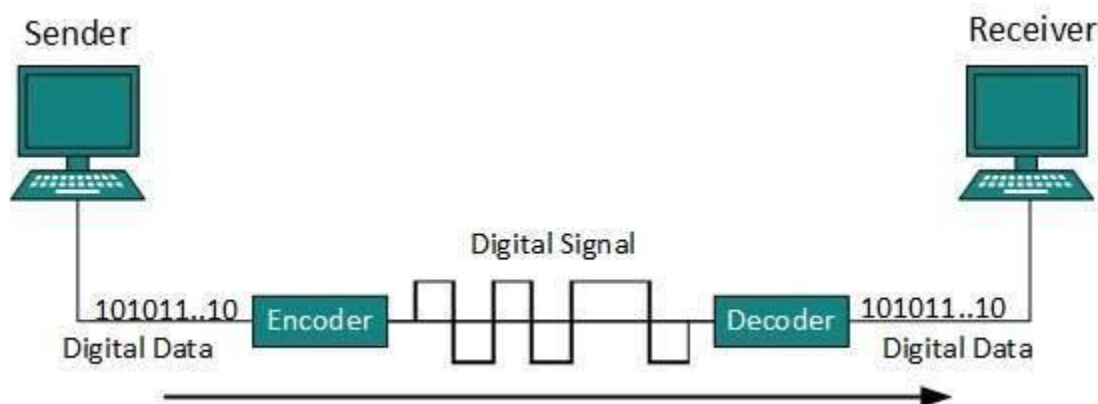 Sender
Receiver
Digital Signal
101011..10
Encoder
Decoder
101011..10
Digital Data
Digital Data